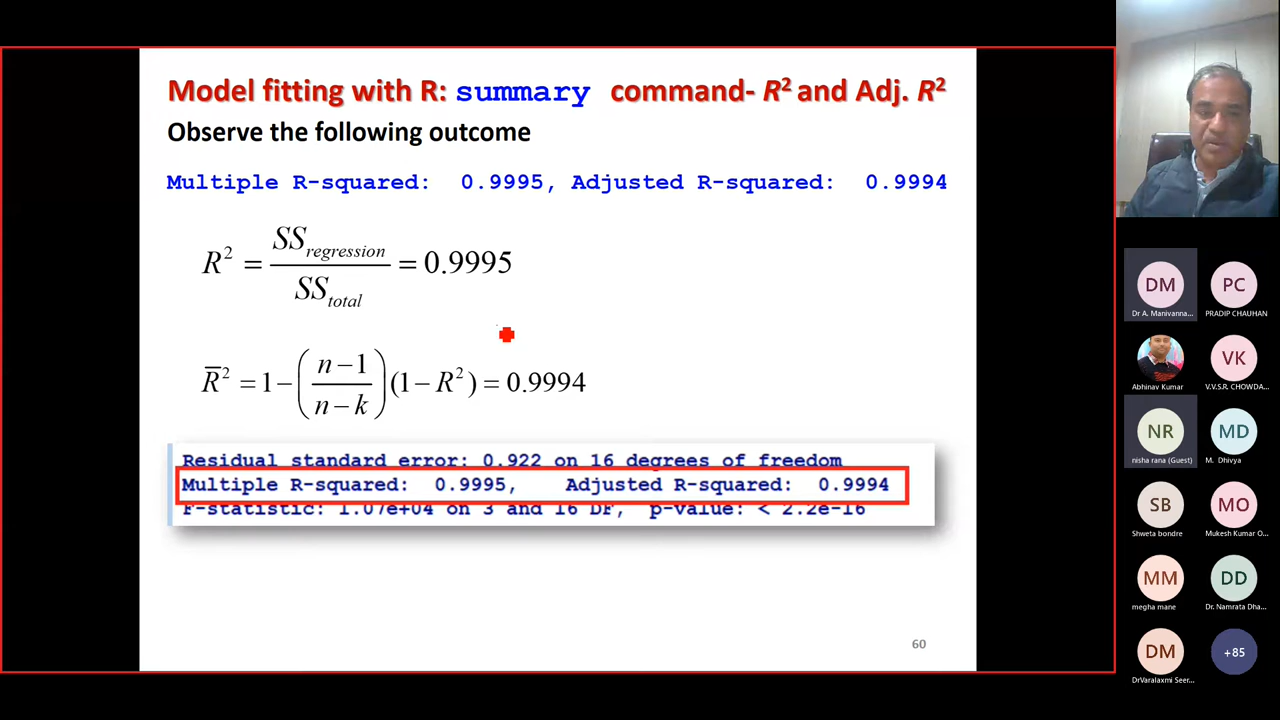 Model fitting with R: summary command- R² and Adj. R²
Observe the following outcome
Multiple R-squared: 0.9995, Adjusted R-squared: 0.9994
R² = SS_regression / SS_total = 0.9995
R̅² = 1 − ( (n − 1) / (n − k) ) (1 − R²) = 0.9994
Residual standard error: 0.922 on 16 degrees of freedom
Multiple R-squared: 0.9995, Adjusted R-squared: 0.9994
F-statistic: 1.07e+04 on 3 and 16 DF, p-value: < 2.2e-16
60
DM PC
Dr A. Manivanna... PRADIP CHAUHAN
VK
Abhinav Kumar V.V.S.R. CHOWDA...
NR MD
nisha rana (Guest) M. Dhivya
SB MO
Shweta bondre Mukesh Kumar O...
MM DD
megha mane Dr. Namrata Dha...
DM +85
DrVaralaxmi Seer...